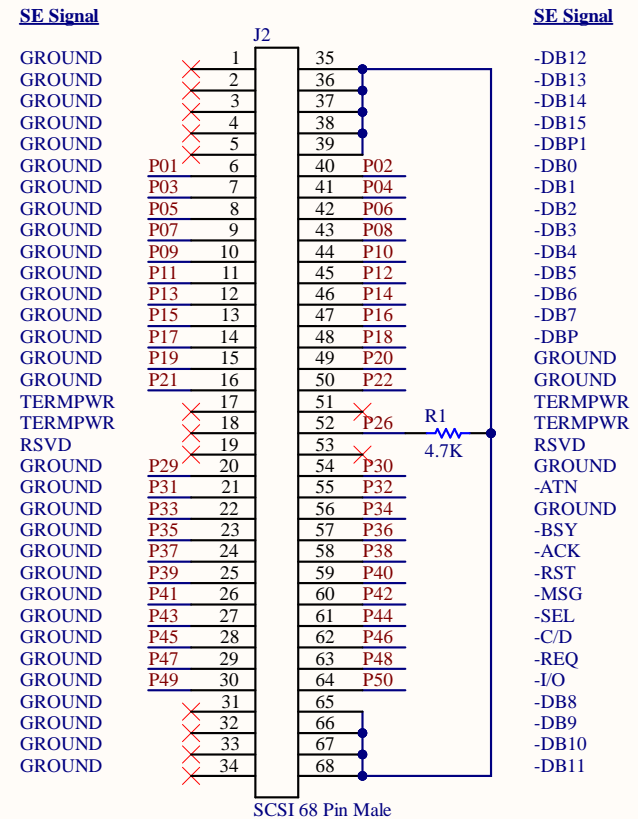 SE Signal SE Signal
J2
GROUND 1 35 -DB12
GROUND 2 36 -DB13
GROUND 3 37 -DB14
GROUND 4 38 -DB15
GROUND 5 39 -DBP1
GROUND P01 6 40 P02 -DB0
GROUND P03 7 41 P04 -DB1
GROUND P05 8 42 P06 -DB2
GROUND P07 9 43 P08 -DB3
GROUND P09 10 44 P10 -DB4
GROUND P11 11 45 P12 -DB5
GROUND P13 12 46 P14 -DB6
GROUND P15 13 47 P16 -DB7
GROUND P17 14 48 P18 -DBP
GROUND P19 15 49 P20 GROUND
GROUND P21 16 50 P22 GROUND
TERMPWR 17 51 TERMPWR
TERMPWR 18 52 P26 R1 TERMPWR
RSVD 19 53 4.7K RSVD
GROUND P29 20 54 P30 GROUND
GROUND P31 21 55 P32 -ATN
GROUND P33 22 56 P34 GROUND
GROUND P35 23 57 P36 -BSY
GROUND P37 24 58 P38 -ACK
GROUND P39 25 59 P40 -RST
GROUND P41 26 60 P42 -MSG
GROUND P43 27 61 P44 -SEL
GROUND P45 28 62 P46 -C/D
GROUND P47 29 63 P48 -REQ
GROUND P49 30 64 P50 -I/O
GROUND 31 65 -DB8
GROUND 32 66 -DB9
GROUND 33 67 -DB10
GROUND 34 68 -DB11
SCSI 68 Pin Male